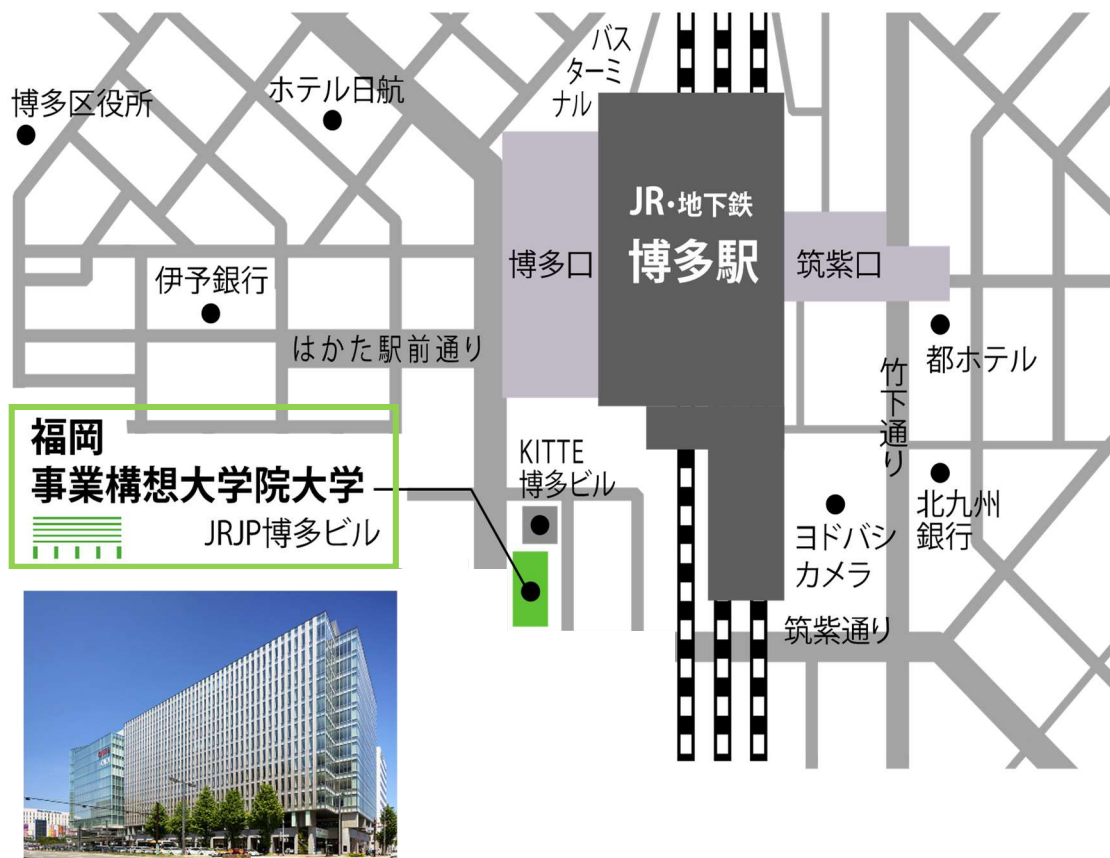 バス
ターミ
ナル
ホテル日航
博多区役所
JR・地下鉄
博多駅
博多口
筑紫口
伊予銀行
はかた駅前通り
都ホテル
竹下通り
福岡
事業構想大学院大学
JRJP博多ビル
KITTE
博多ビル
ヨドバシ
カメラ
北九州
銀行
筑紫通り